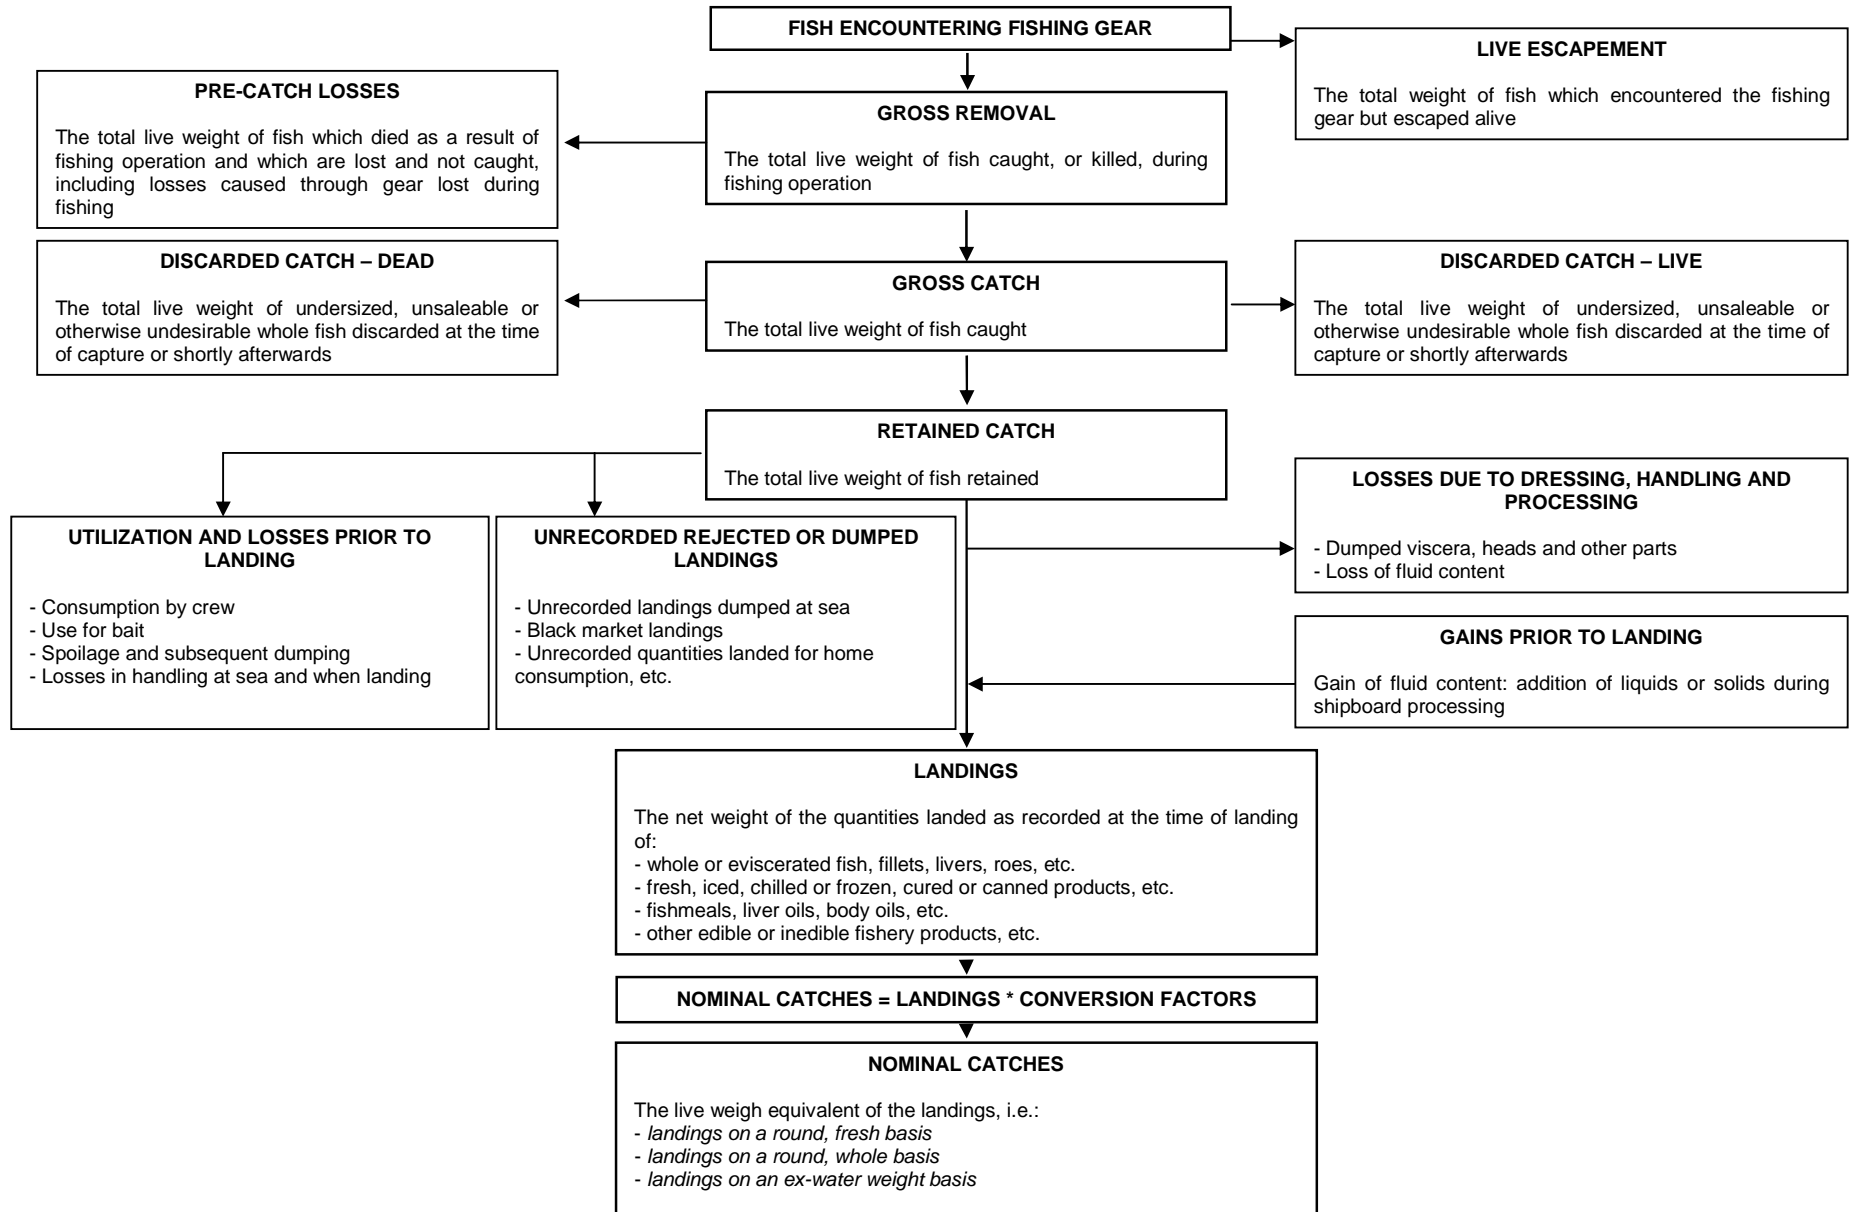 FISH ENCOUNTERING FISHING GEAR
LIVE ESCAPEMENT
The total weight of fish which encountered the fishing
gear but escaped alive
PRE-CATCH LOSSES
The total live weight of fish which died as a result of
fishing operation and which are lost and not caught,
including losses caused through gear lost during
fishing
GROSS REMOVAL
The total live weight of fish caught, or killed, during
fishing operation
DISCARDED CATCH – DEAD
The total live weight of undersized, unsaleable or
otherwise undesirable whole fish discarded at the time
of capture or shortly afterwards
GROSS CATCH
The total live weight of fish caught
DISCARDED CATCH – LIVE
The total live weight of undersized, unsaleable or
otherwise undesirable whole fish discarded at the time of
capture or shortly afterwards
RETAINED CATCH
The total live weight of fish retained
UTILIZATION AND LOSSES PRIOR TO
LANDING
- Consumption by crew
- Use for bait
- Spoilage and subsequent dumping
- Losses in handling at sea and when landing
UNRECORDED REJECTED OR DUMPED
LANDINGS
- Unrecorded landings dumped at sea
- Black market landings
- Unrecorded quantities landed for home
consumption, etc.
LOSSES DUE TO DRESSING, HANDLING AND
PROCESSING
- Dumped viscera, heads and other parts
- Loss of fluid content
GAINS PRIOR TO LANDING
Gain of fluid content: addition of liquids or solids during
shipboard processing
LANDINGS
The net weight of the quantities landed as recorded at the time of landing
of:
- whole or eviscerated fish, fillets, livers, roes, etc.
- fresh, iced, chilled or frozen, cured or canned products, etc.
- fishmeals, liver oils, body oils, etc.
- other edible or inedible fishery products, etc.
NOMINAL CATCHES = LANDINGS * CONVERSION FACTORS
NOMINAL CATCHES
The live weigh equivalent of the landings, i.e.:
- landings on a round, fresh basis
- landings on a round, whole basis
- landings on an ex-water weight basis